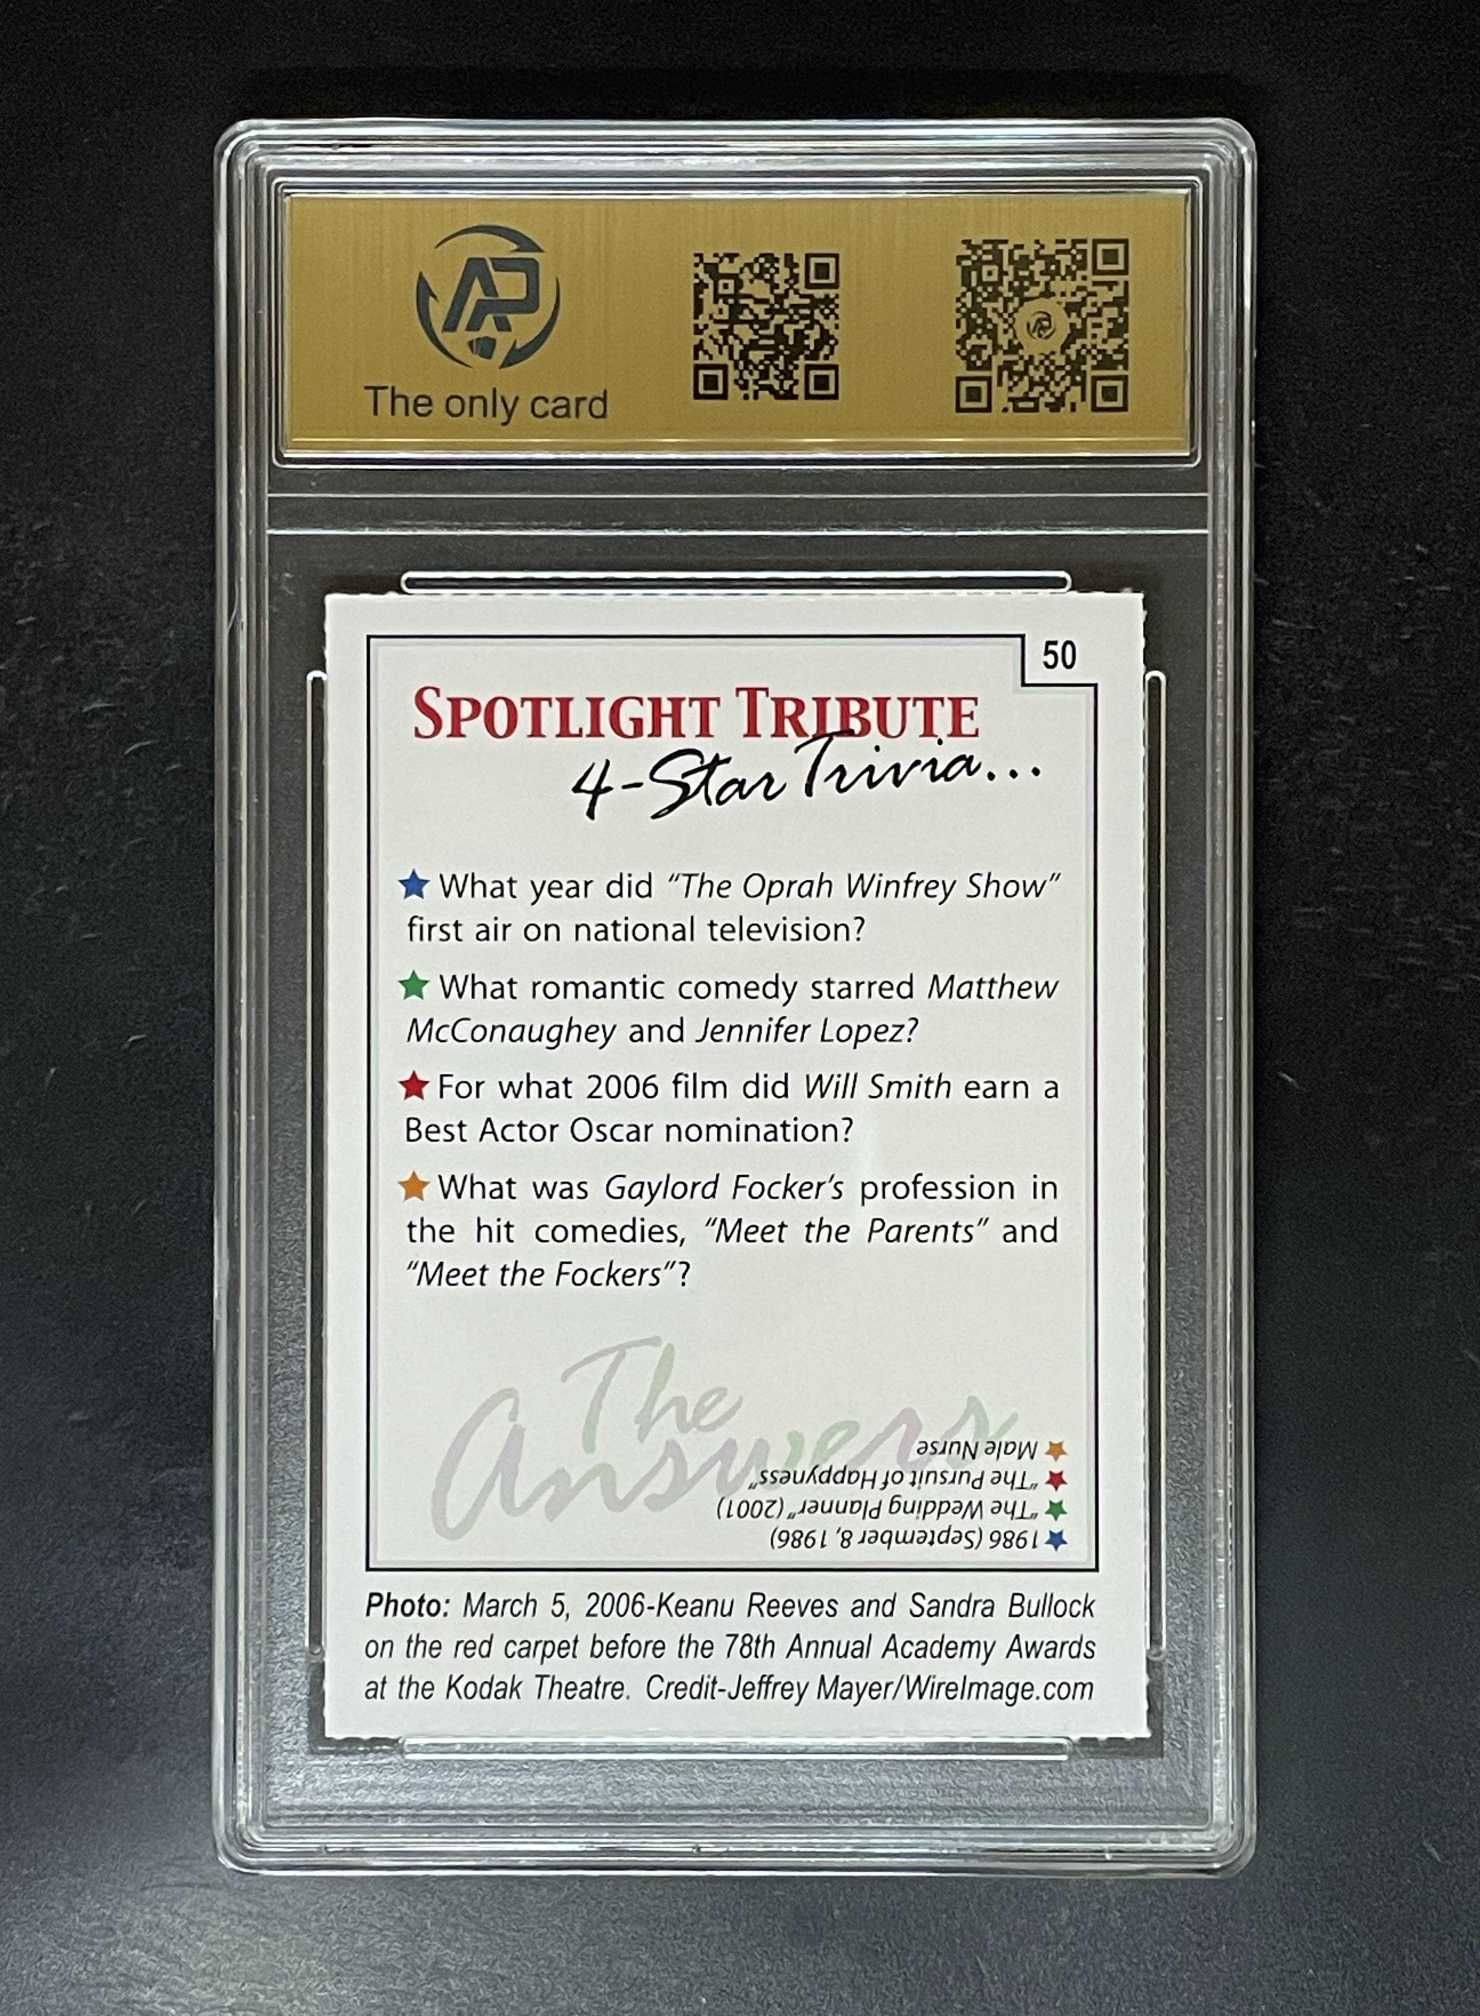 AP
The only card
50
SPOTLIGHT TRIBUTE
4-Star Trivia...
What year did "The Oprah Winfrey Show"
first air on national television?
What romantic comedy starred Matthew
McConaughey and Jennifer Lopez?
For what 2006 film did Will Smith earn a
Best Actor Oscar nomination?
What was Gaylord Focker's profession in
the hit comedies, "Meet the Parents" and
"Meet the Fockers"?
The
Answers
1986 (September 8, 1986)
"The Wedding Planner" (2001)
"The Pursuit of Happyness"
Male Nurse
Photo: March 5, 2006-Keanu Reeves and Sandra Bullock
on the red carpet before the 78th Annual Academy Awards
at the Kodak Theatre. Credit-Jeffrey Mayer/WireImage.com